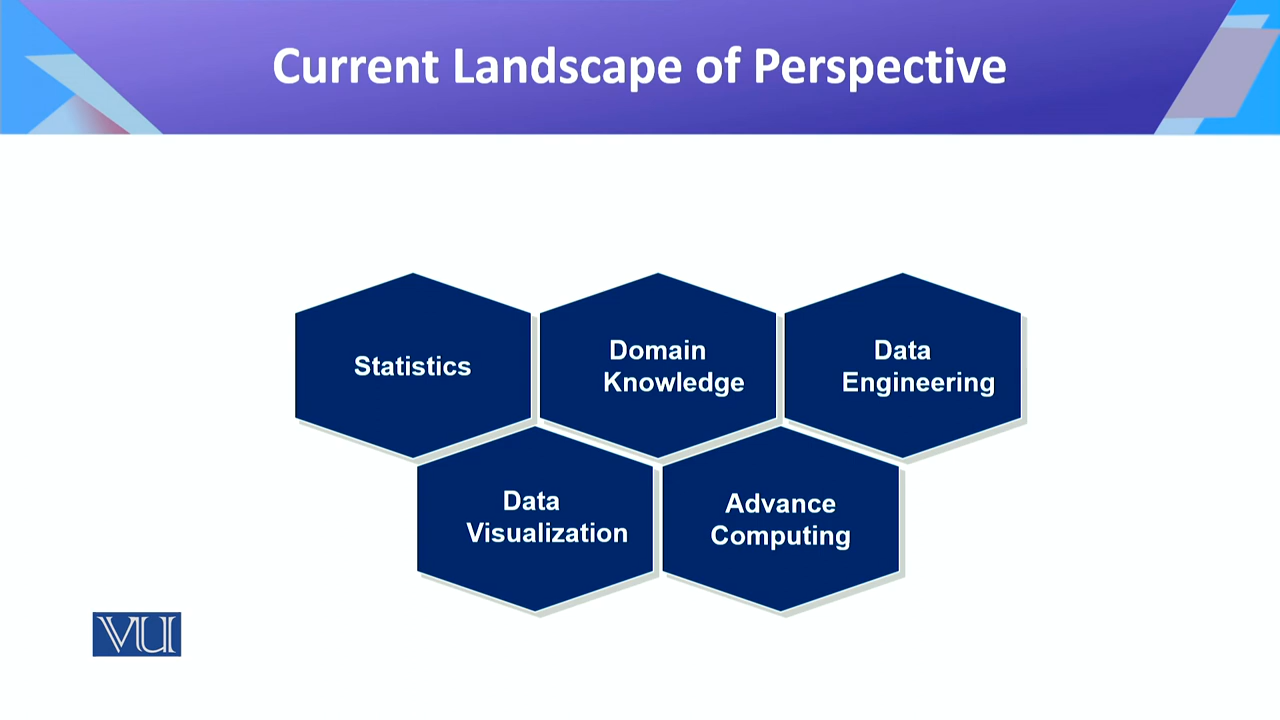 Current Landscape of Perspective
Statistics
Domain
Knowledge
Data
Engineering
Data
Visualization
Advance
Computing
VU